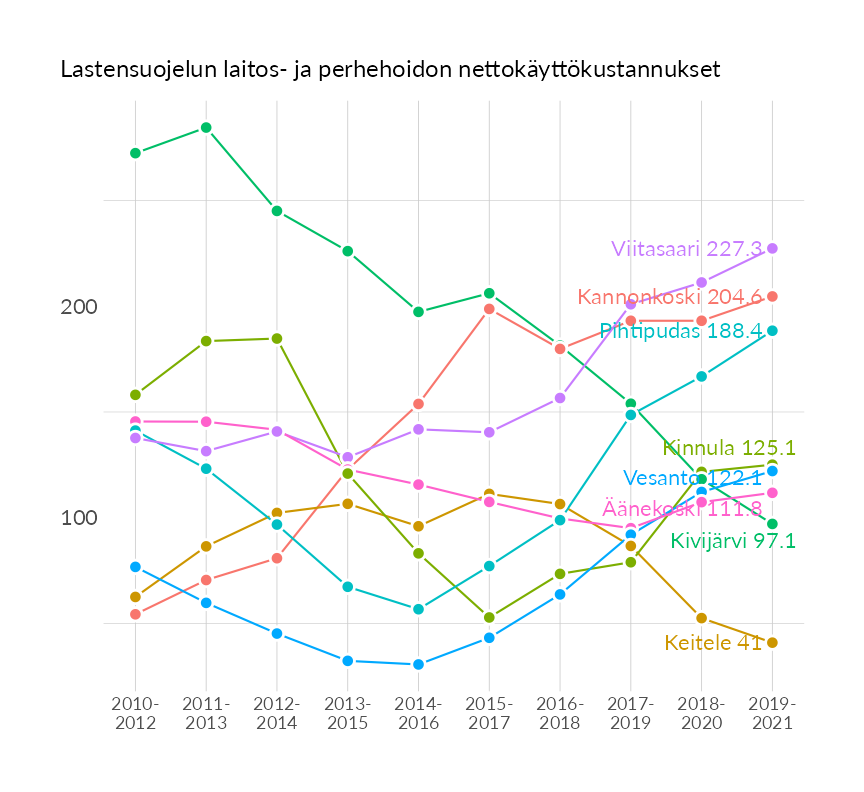 Lastensuojelun laitos- ja perhehoidon nettokäyttökustannukset
Viitasaari 227.3
Kannonkoski 204.6
200
Pihtipudas 188.4
Kinnula 125.1
Vesanto 122.1
Äänekoski 111.8
100
Kivijärvi 97.1
Keitele 41
2010- 2011- 2012- 2013- 2014- 2015- 2016- 2017- 2018- 2019-
2012 2013 2014 2015 2016 2017 2018 2019 2020 2021